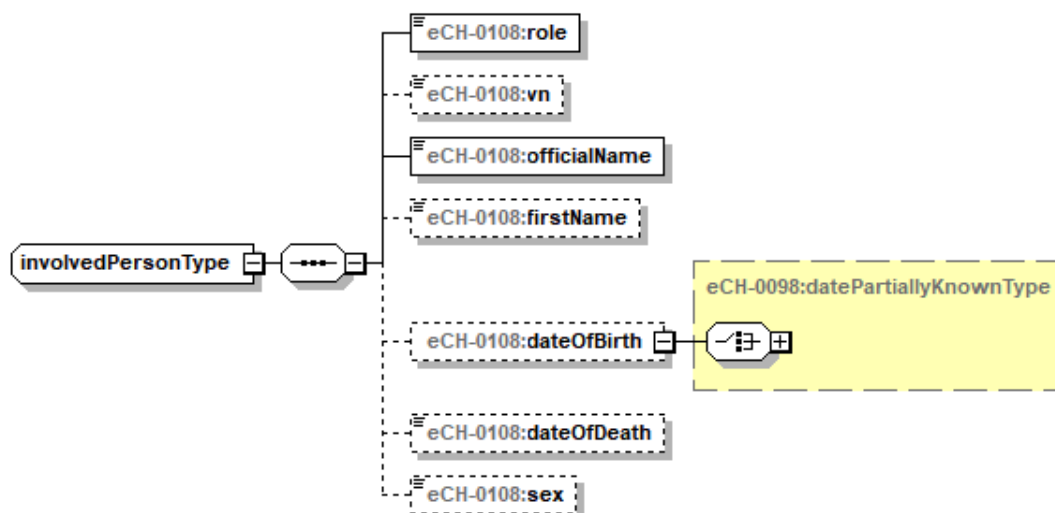 eCH-0108:role
eCH-0108:vn
eCH-0108:officialName
eCH-0108:firstName
involvedPersonType
eCH-0098:datePartiallyKnownType
eCH-0108:dateOfBirth
eCH-0108:dateOfDeath
eCH-0108:sex